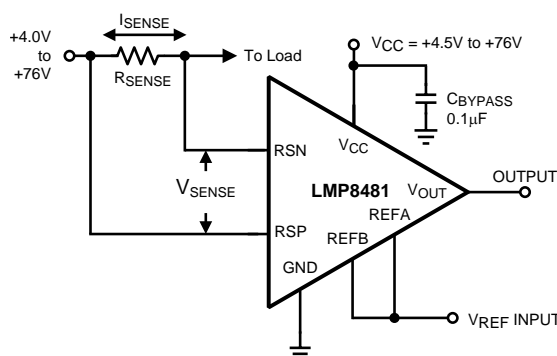 ISENSE
+4.0V
to
+76V
RSENSE
To Load
VCC = +4.5V to +76V
CBYPASS
0.1µF
RSN
VCC
VSENSE
LMP8481
VOUT
OUTPUT
RSP
REFA
REFB
GND
VREF INPUT